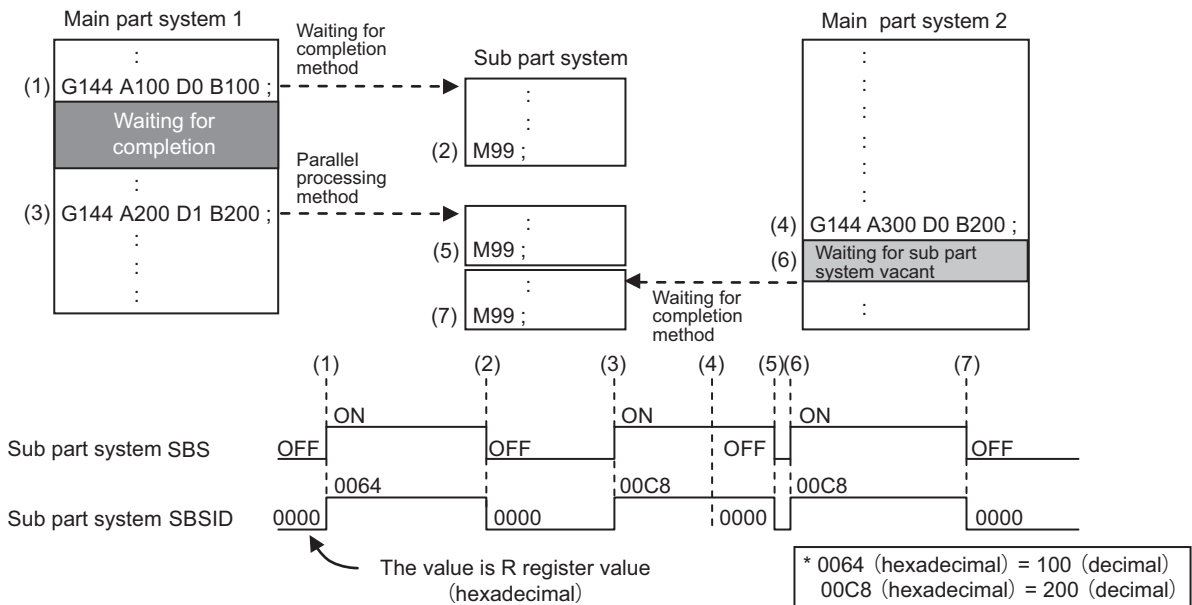 Main part system 1
:
(1) G144 A100 D0 B100 ;
Waiting for
completion
:
(3) G144 A200 D1 B200 ;
:
:
:
Waiting for
completion
method
Parallel
processing
method
Sub part system
:
:
(2) M99 ;
:
(5) M99 ;
:
(7) M99 ;
Waiting for
completion
method
Main part system 2
:
:
:
:
:
:
(4) G144 A300 D0 B200 ;
(6) Waiting for sub part
system vacant
:
(1) (2) (3) (4) (5) (6) (7)
Sub part system SBS OFF ON OFF ON OFF ON OFF
Sub part system SBSID 0000 0064 0000 00C8 0000 00C8 0000
The value is R register value
(hexadecimal)
* 0064 (hexadecimal) = 100 (decimal)
00C8 (hexadecimal) = 200 (decimal)